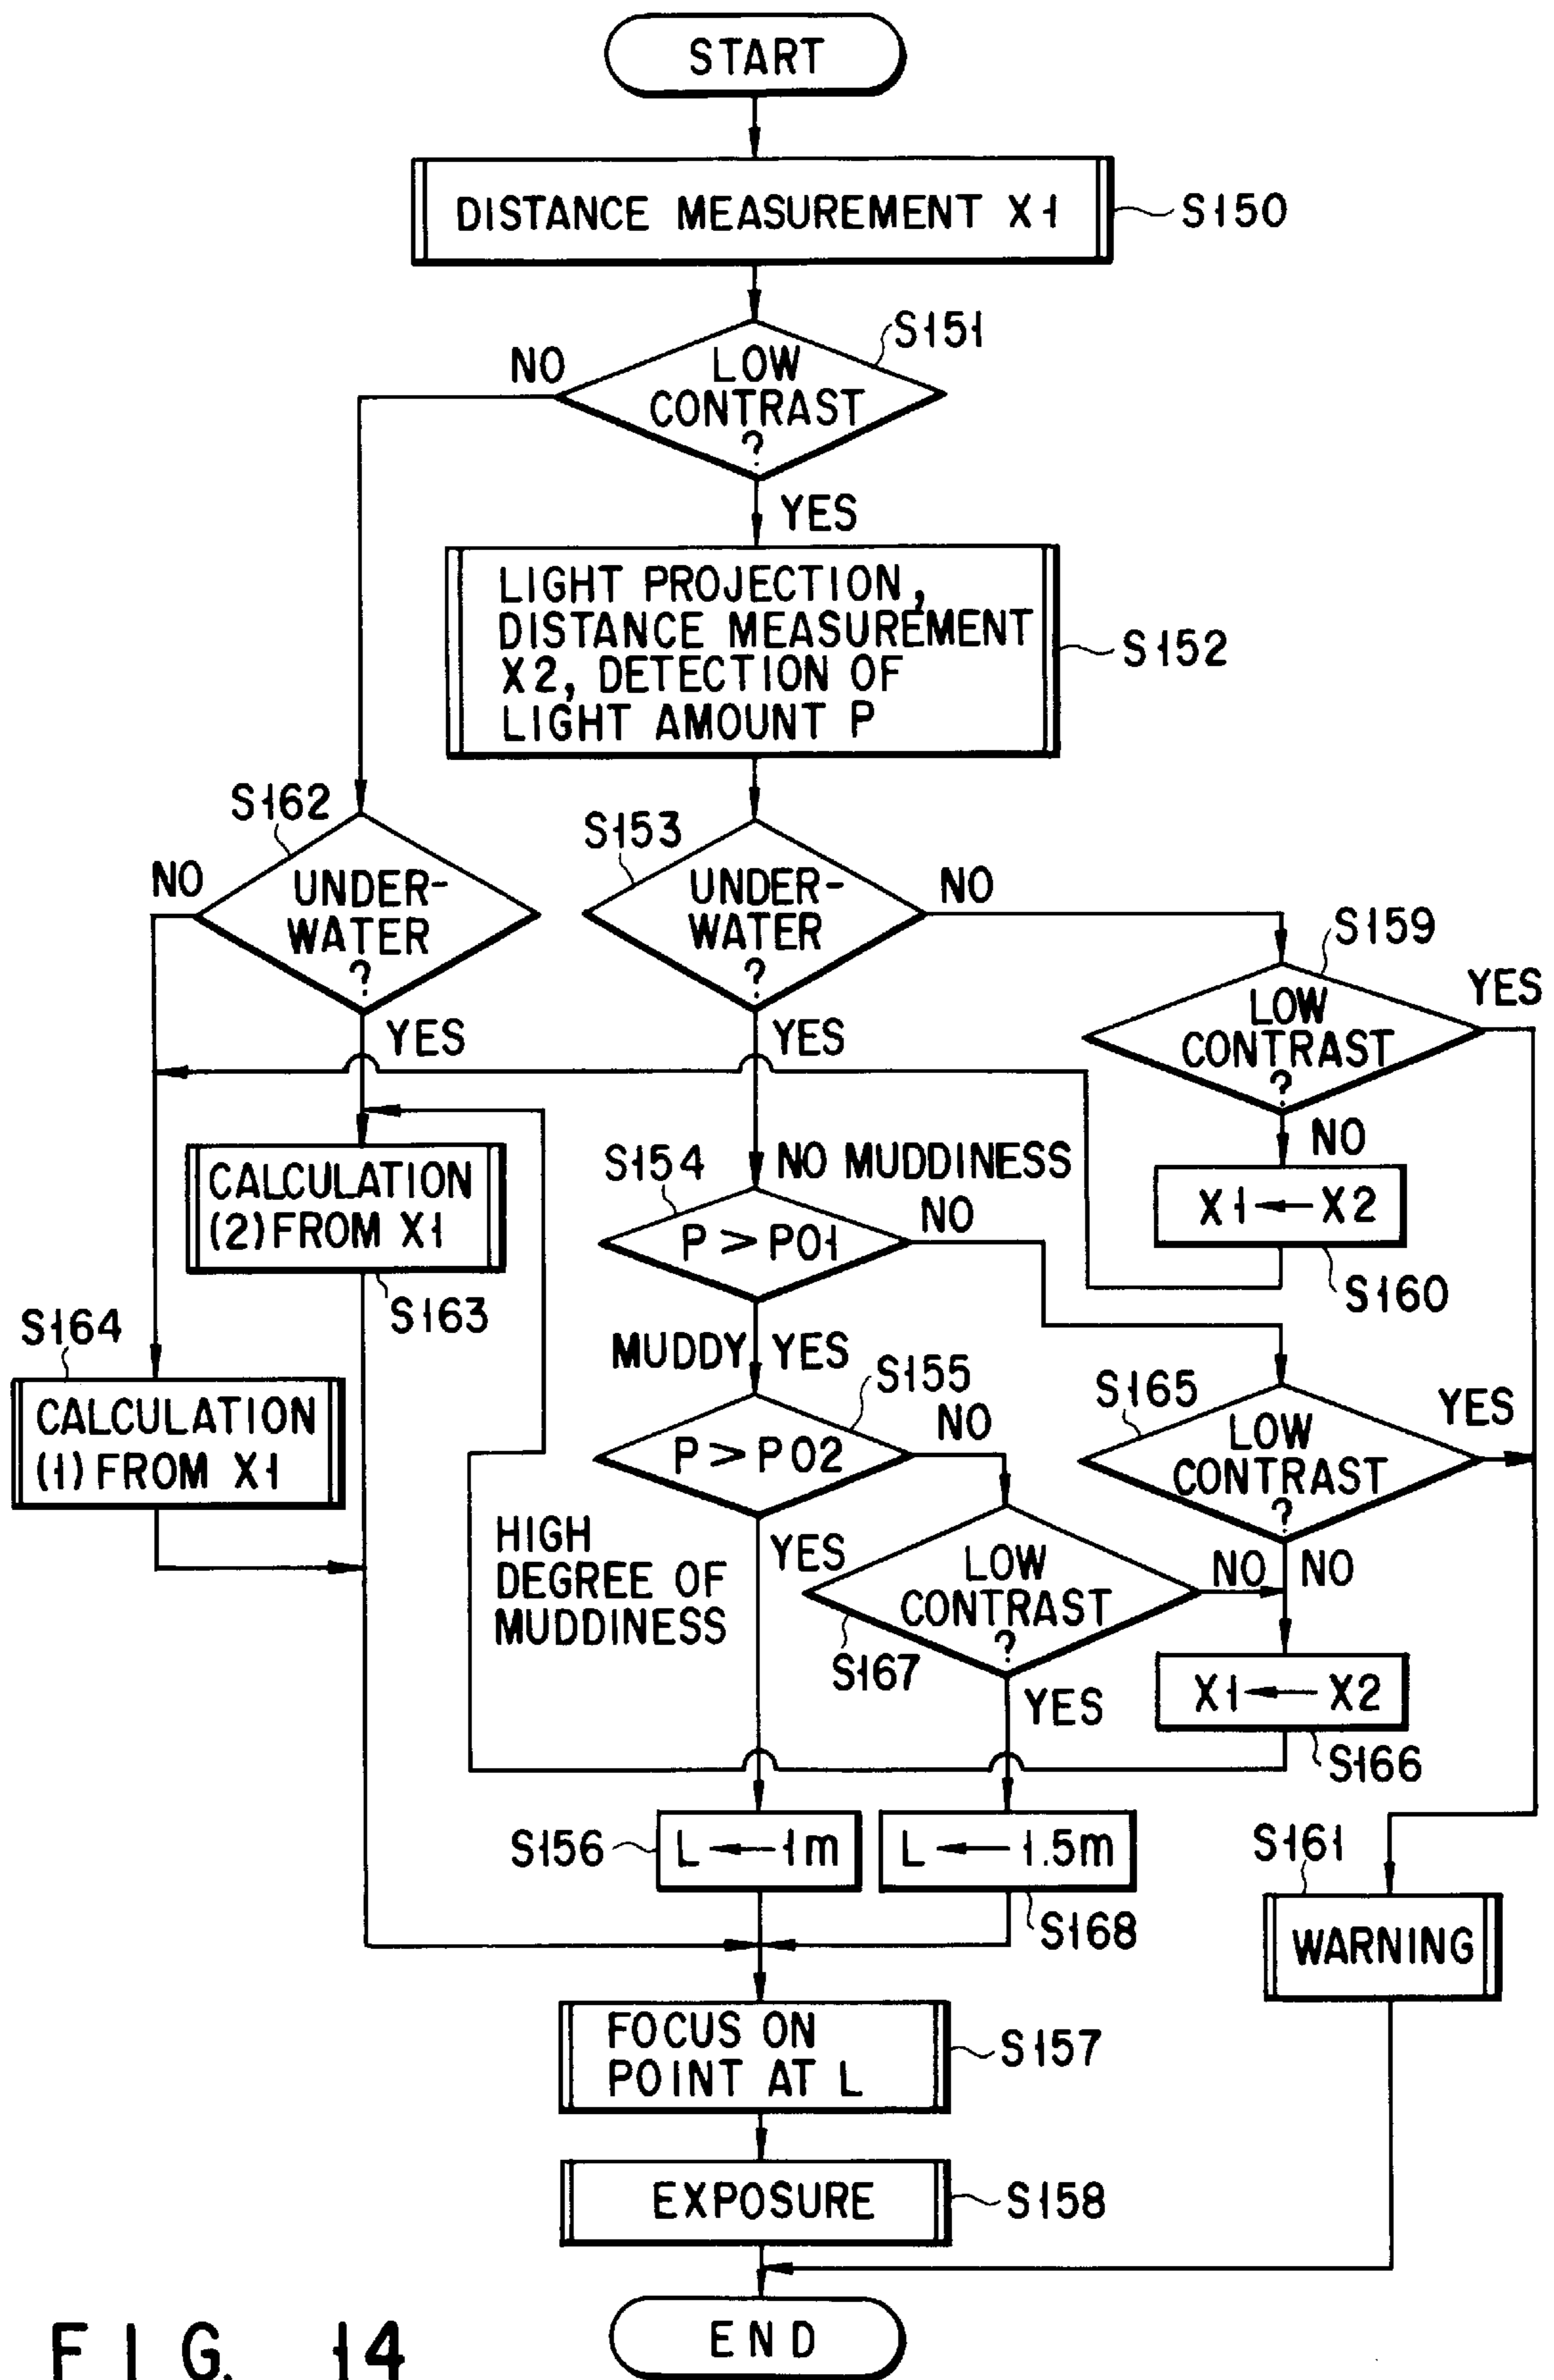 START
DISTANCE MEASUREMENT X1
S150
S151
NO
LOW
CONTRAST
?
YES
LIGHT PROJECTION,
DISTANCE MEASUREMENT
X2, DETECTION OF
LIGHT AMOUNT P
S152
S162
NO
UNDER-
WATER
?
YES
S153
UNDER-
WATER
?
NO
YES
S159
LOW
CONTRAST
?
YES
NO
X1 ← X2
S160
CALCULATION
(2) FROM X1
S163
S164
CALCULATION
(1) FROM X1
S154
NO MUDDINESS
NO
P > P01
MUDDY YES
S155
P > P02
NO
YES
HIGH
DEGREE OF
MUDDINESS
S165
LOW
CONTRAST
?
YES
NO
LOW
CONTRAST
?
NO
S167
YES
X1 ← X2
S166
S156
L ← 1m
L ← 1.5m
S168
S161
WARNING
FOCUS ON
POINT AT L
S157
EXPOSURE
S158
END
FIG. 14